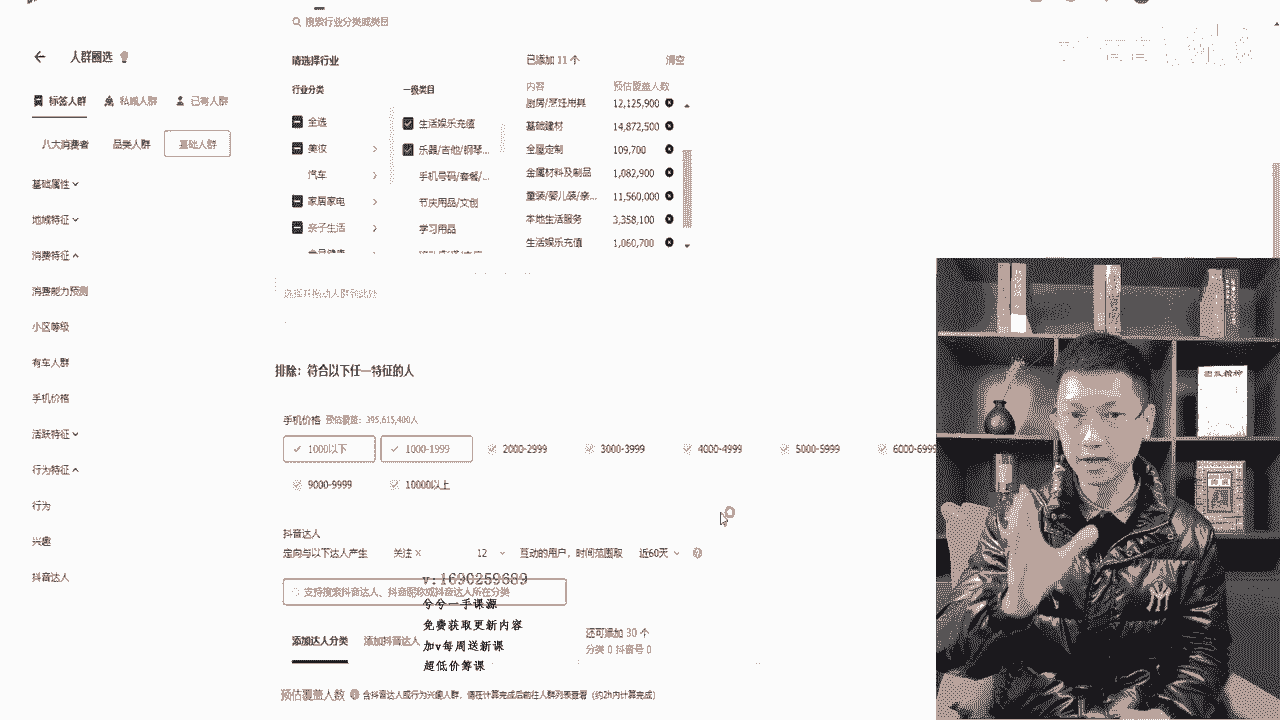 搜索行业分类或类目
人群圈选
请选择行业
已添加 11 个
清空
行业分类
一级类目
内容
预估覆盖人数
标签人群
私域人群
已有人群
厨房/烹饪用具 12,125,900
全选
生活娱乐充值
基础建材 14,872,500
八大消费者
品类人群
基础人群
美妆
乐器/吉他/钢琴...
全屋定制 109,700
汽车
手机号码/套餐/...
金属材料及制品 1,082,900
基础属性
家居家电
节庆用品/文创
童装/婴儿装/亲... 11,560,000
地域特征
亲子生活
学习用品
本地生活服务 3,358,100
生活娱乐充值 1,060,700
消费特征
消费能力预测
选择并拖动人群到此处
小区等级
有车人群
排除：符合以下任一特征的人
手机价格
手机价格 预估覆盖：395,615,400人
活跃特征
1000以下
1000-1999
2000-2999
3000-3999
4000-4999
5000-5999
6000-6999
行为特征
9000-9999
10000以上
行为
抖音达人
兴趣
定向与以下达人产生 关注 X 12 互动的用户，时间范围取 近60天
抖音达人
v:1690259689
支持搜索抖音达人、抖音昵称或抖音达人所在分类
兮兮一手课源
免费获取更新内容
添加达人分类
添加抖音达人
加v每周送新课
还可添加 30 个
分类 0 抖音号 0
超低价筹课
预估覆盖人数
含抖音达人或行为兴趣人群，请在计算完成后前往人群列表查看（约2h内计算完成）